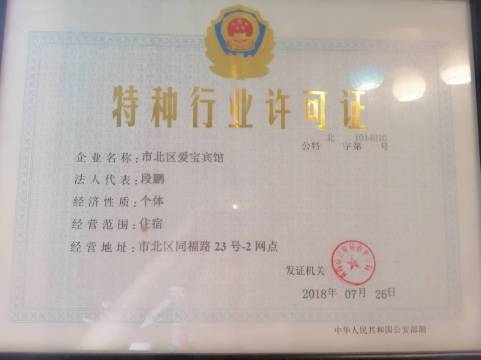 特种行业许可证
北 1014010
公特 字第 号
企业名称：市北区爱宝宾馆
法人代表：段鹏
经济性质：个体
经营范围：住宿
经营地址：市北区同福路23号-2网点
发证机关
2018年 07月 26日
中华人民共和国公安部制